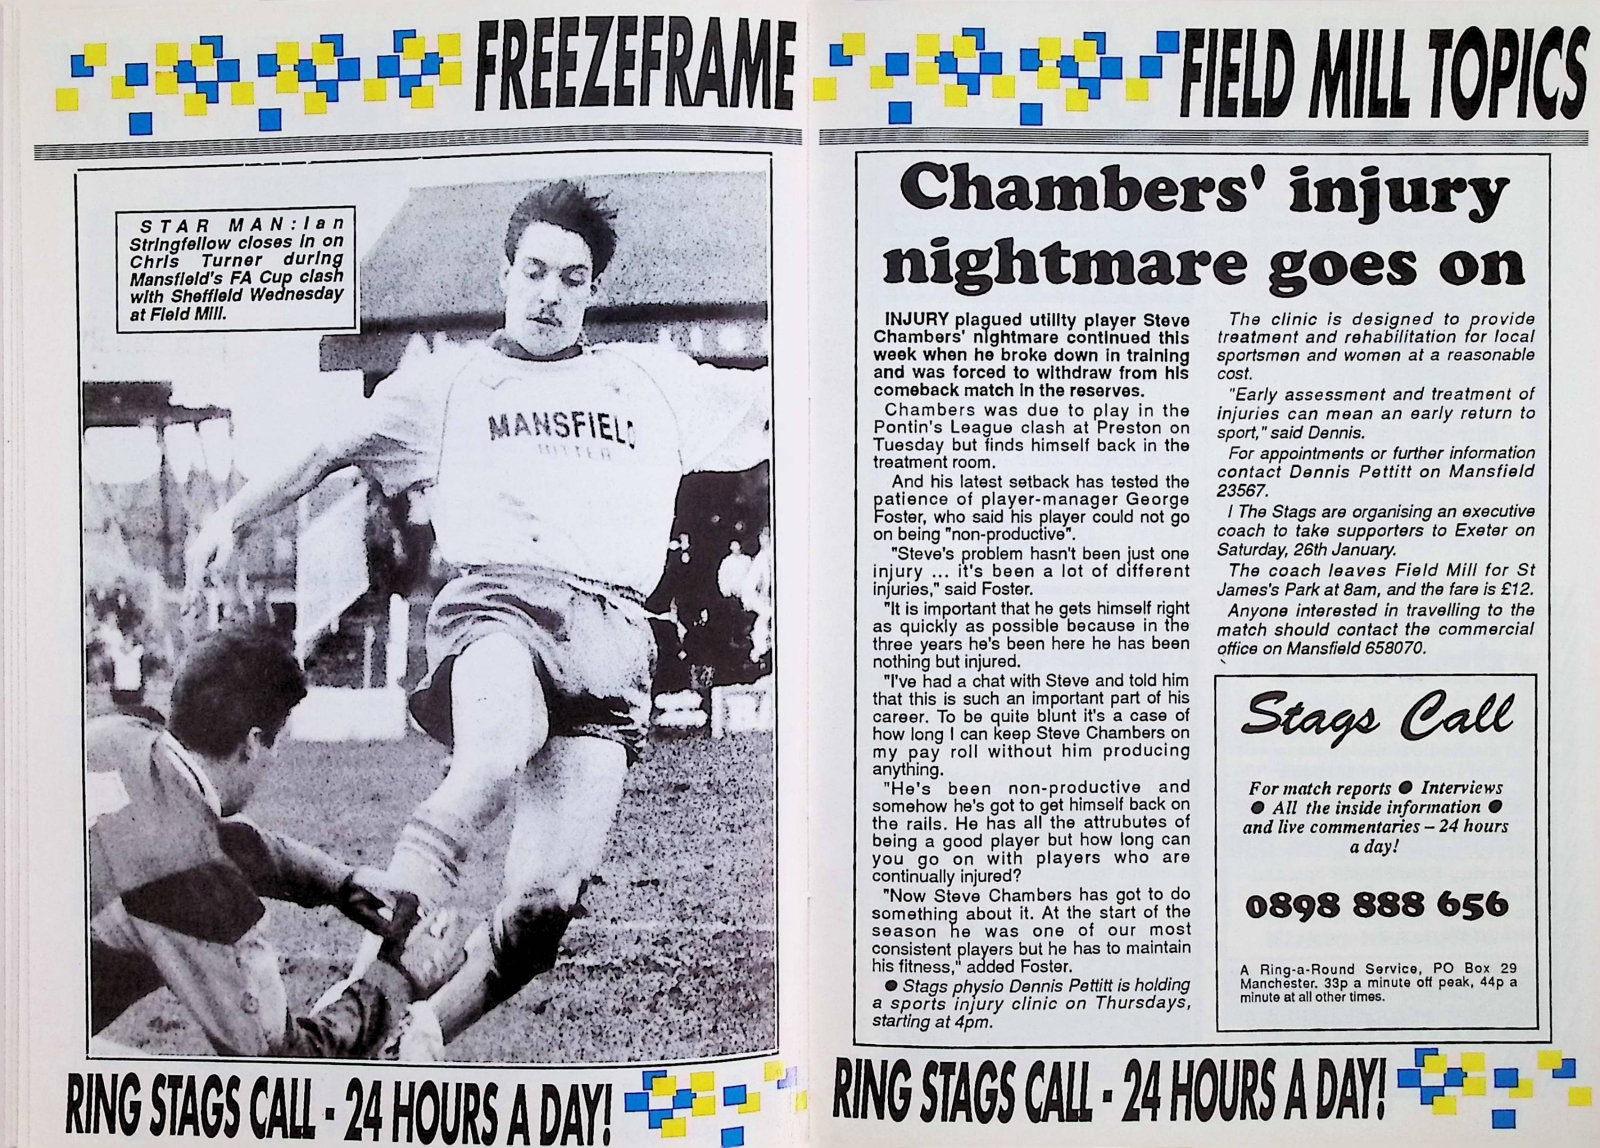 FREEZEFRAME
STAR MAN:Ian
Stringfellow closes in on
Chris Turner during
Mansfield's FA Cup clash
with Sheffield Wednesday
at Field Mill.
MANSFIELD
BITTER
RING STAGS CALL - 24 HOURS A DAY!
FIELD MILL TOPICS
Chambers' injury
nightmare goes on
INJURY plagued utility player Steve
Chambers' nightmare continued this
week when he broke down in training
and was forced to withdraw from his
comeback match in the reserves.
Chambers was due to play in the
Pontin's League clash at Preston on
Tuesday but finds himself back in the
treatment room.
And his latest setback has tested the
patience of player-manager George
Foster, who said his player could not go
on being "non-productive".
"Steve's problem hasn't been just one
injury ... it's been a lot of different
injuries," said Foster.
"It is important that he gets himself right
as quickly as possible because in the
three years he's been here he has been
nothing but injured.
"I've had a chat with Steve and told him
that this is such an important part of his
career. To be quite blunt it's a case of
how long I can keep Steve Chambers on
my pay roll without him producing
anything.
"He's been non-productive and
somehow he's got to get himself back on
the rails. He has all the attrubutes of
being a good player but how long can
you go on with players who are
continually injured?
"Now Steve Chambers has got to do
something about it. At the start of the
season he was one of our most
consistent players but he has to maintain
his fitness," added Foster.
● Stags physio Dennis Pettitt is holding
a sports injury clinic on Thursdays,
starting at 4pm.
The clinic is designed to provide
treatment and rehabilitation for local
sportsmen and women at a reasonable
cost.
"Early assessment and treatment of
injuries can mean an early return to
sport," said Dennis.
For appointments or further information
contact Dennis Pettitt on Mansfield
23567.
l The Stags are organising an executive
coach to take supporters to Exeter on
Saturday, 26th January.
The coach leaves Field Mill for St
James's Park at 8am, and the fare is £12.
Anyone interested in travelling to the
match should contact the commercial
office on Mansfield 658070.
Stags Call
For match reports ● Interviews
● All the inside information ●
and live commentaries – 24 hours
a day!
0898 888 656
A Ring-a-Round Service, PO Box 29
Manchester. 33p a minute off peak, 44p a
minute at all other times.
RING STAGS CALL - 24 HOURS A DAY!